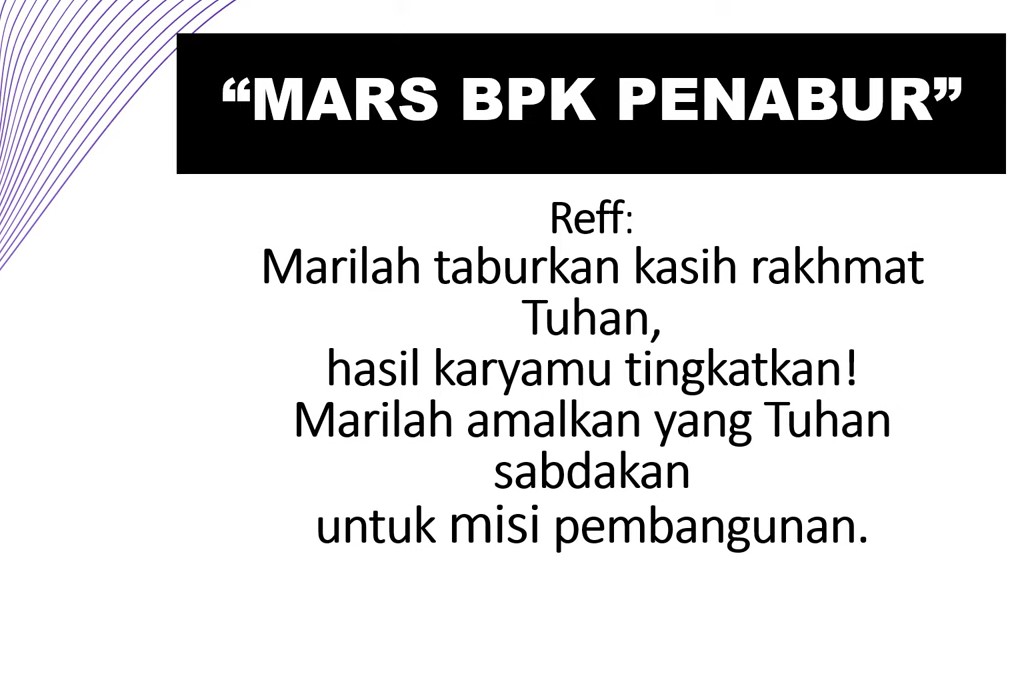 “MARS BPK PENABUR”
Reff:
Marilah taburkan kasih rakhmat
Tuhan,
hasil karyamu tingkatkan!
Marilah amalkan yang Tuhan
sabdakan
untuk misi pembangunan.